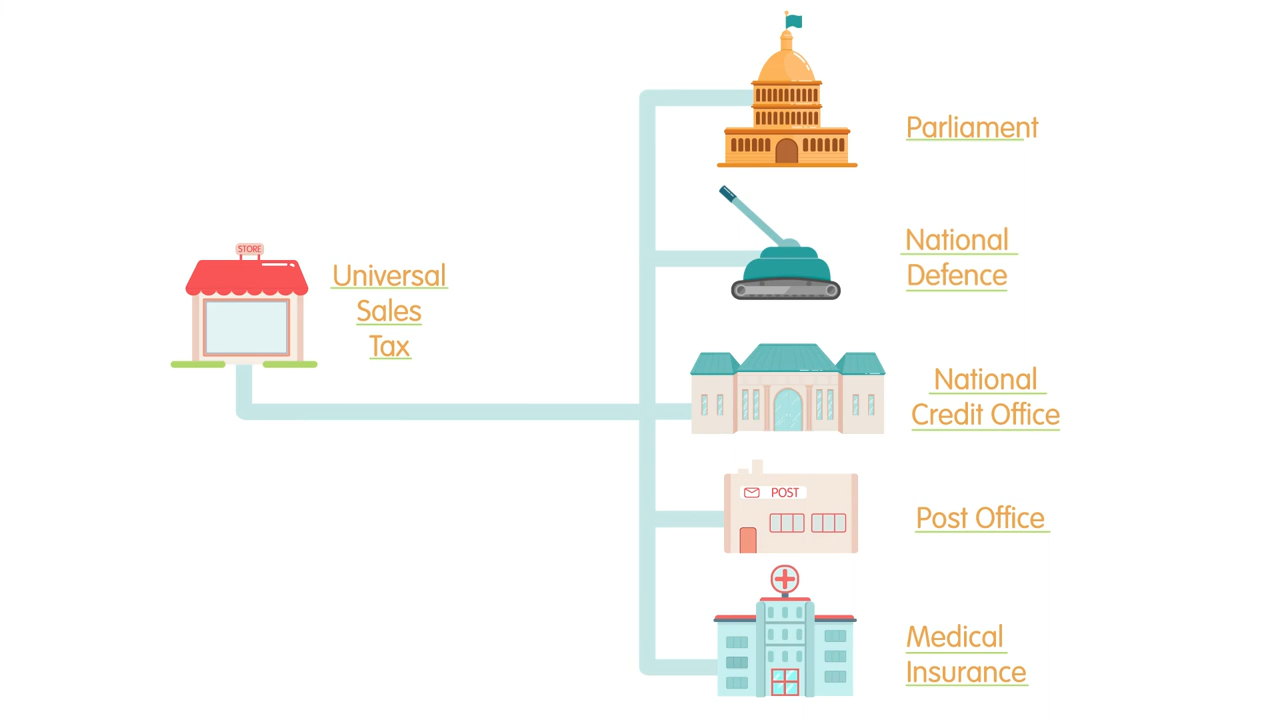 STORE
Universal
Sales
Tax
Parliament
National
Defence
National
Credit Office
POST
Post Office
Medical
Insurance